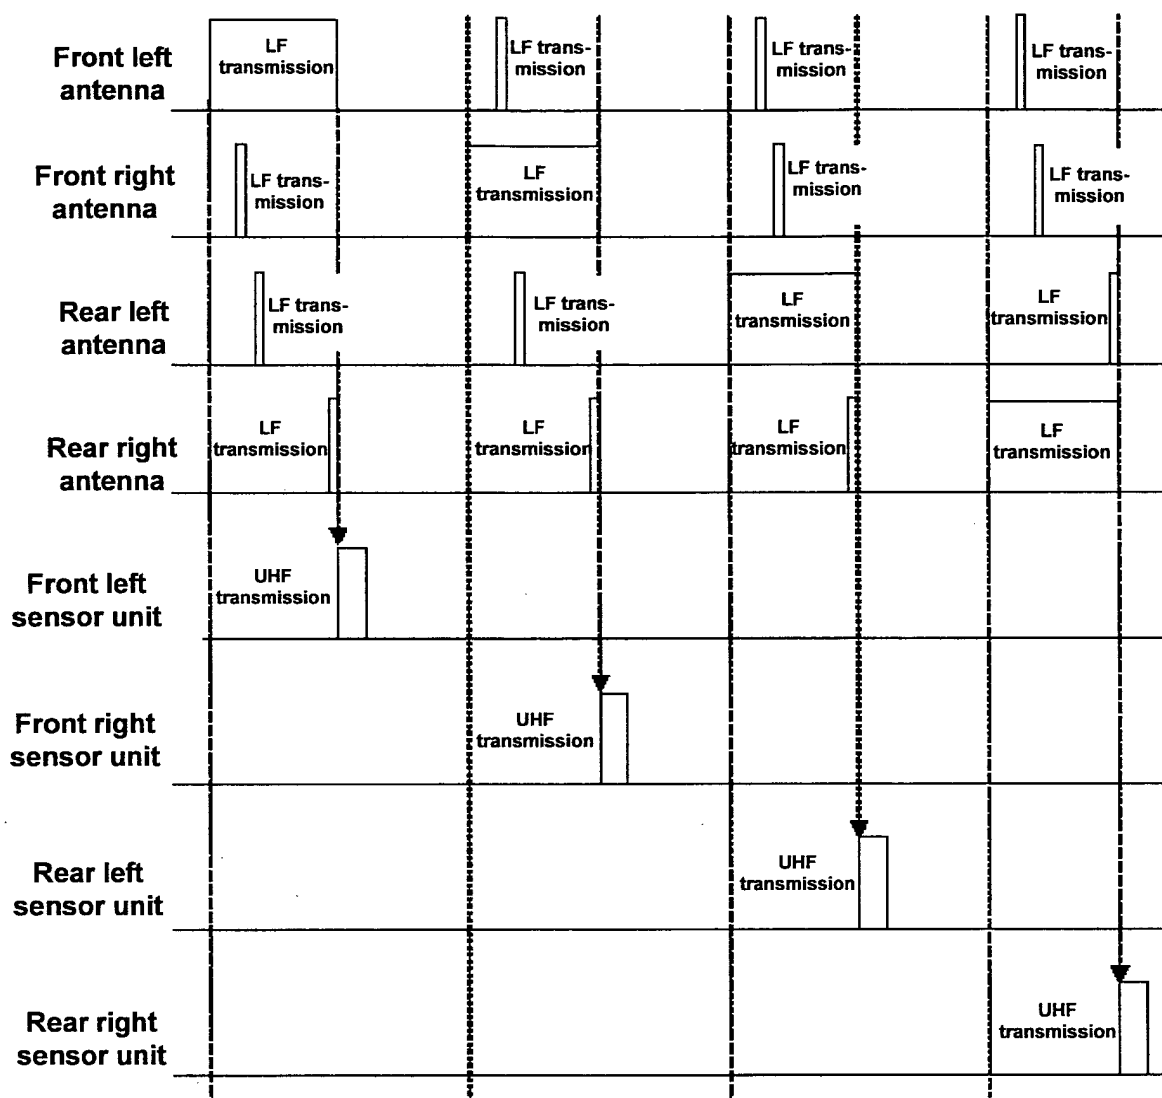 Front left
antenna
LF
transmission
LF trans-
mission
LF trans-
mission
LF trans-
mission
Front right
antenna
LF trans-
mission
LF
transmission
LF trans-
mission
LF trans-
mission
Rear left
antenna
LF trans-
mission
LF trans-
mission
LF
transmission
LF
transmission
Rear right
antenna
LF
transmission
LF
transmission
LF
transmission
LF
transmission
Front left
sensor unit
UHF
transmission
Front right
sensor unit
UHF
transmission
Rear left
sensor unit
UHF
transmission
Rear right
sensor unit
UHF
transmission